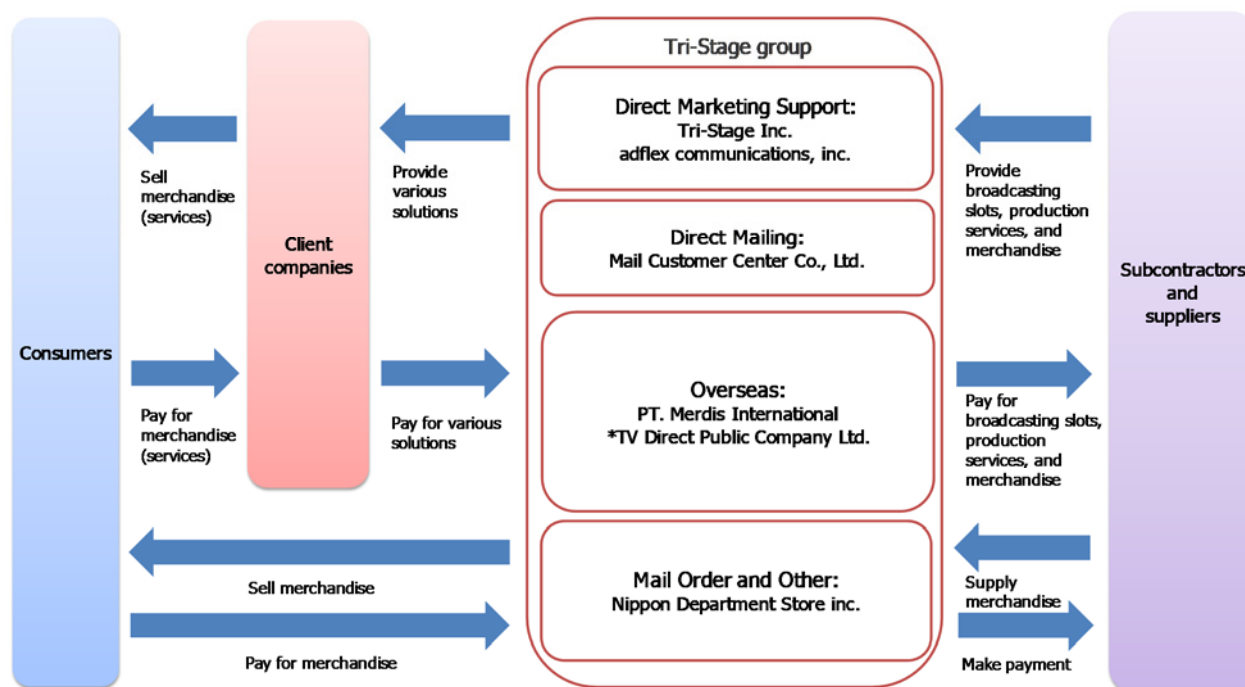 Tri-Stage group
Direct Marketing Support:
Tri-Stage Inc.
adflex communications, inc.
Sell
merchandise
(services)
Provide
various
solutions
Provide
broadcasting
slots, production
services, and
merchandise
Direct Mailing:
Mail Customer Center Co., Ltd.
Client
companies
Subcontractors
and
suppliers
Consumers
Overseas:
PT. Merdis International
*TV Direct Public Company Ltd.
Pay for
merchandise
(services)
Pay for various
solutions
Pay for
broadcasting slots,
production
services, and
merchandise
Sell merchandise
Mail Order and Other:
Nippon Department Store inc.
Supply
merchandise
Pay for merchandise
Make payment